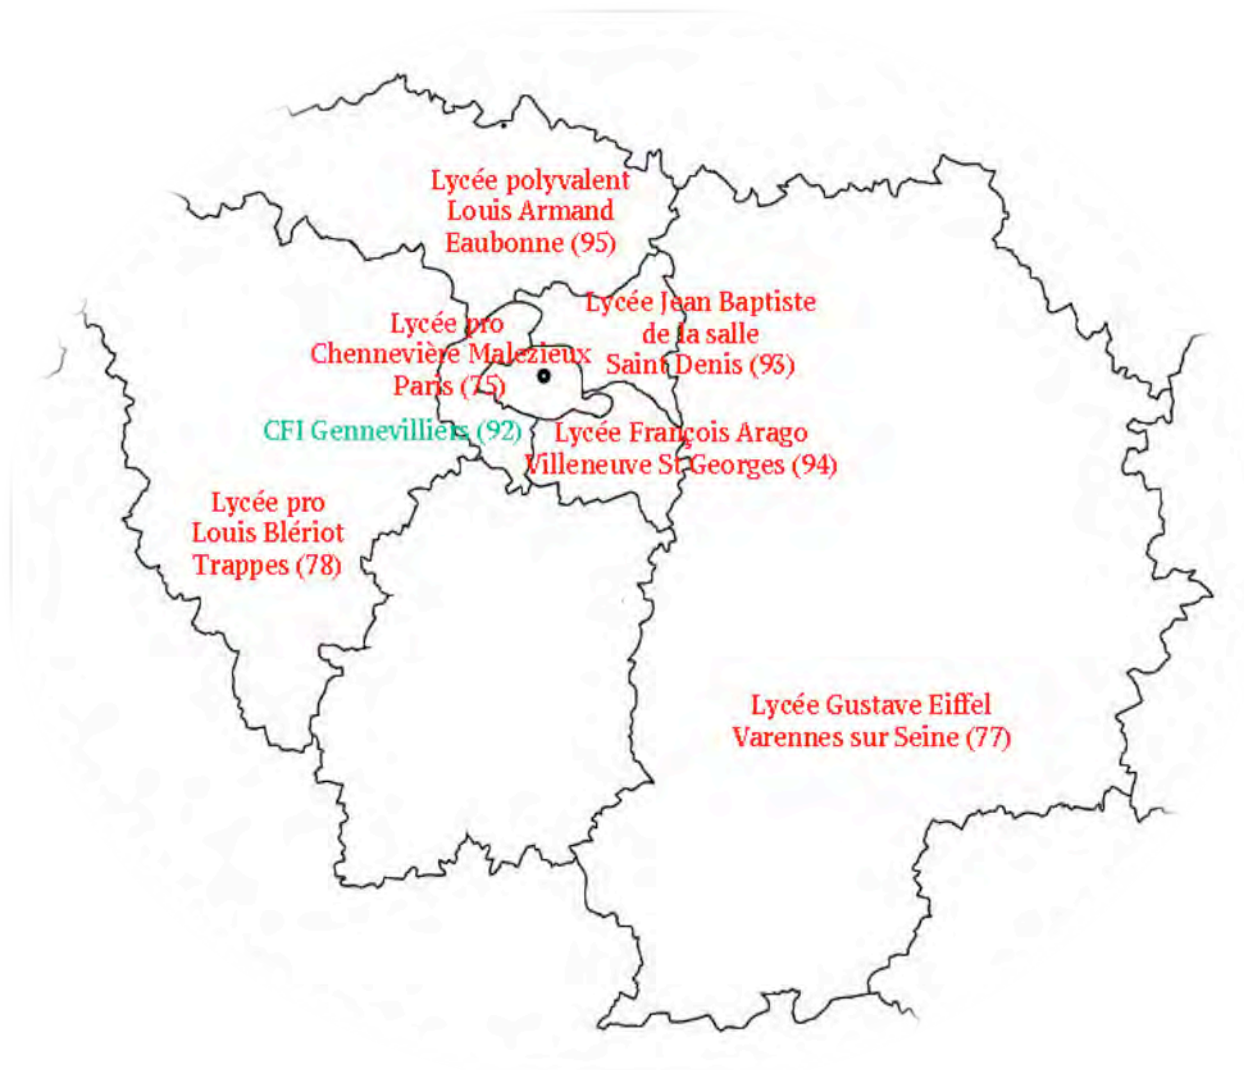 Lycée polyvalent
Louis Armand
Eaubonne (95)
Lycée Jean Baptiste
de la salle
Saint Denis (93)
Lycée pro
Chennevière Malezieux
Paris (75)
CFI Gennevilliers (92)
Lycée François Arago
Villeneuve St Georges (94)
Lycée pro
Louis Blériot
Trappes (78)
Lycée Gustave Eiffel
Varennes sur Seine (77)